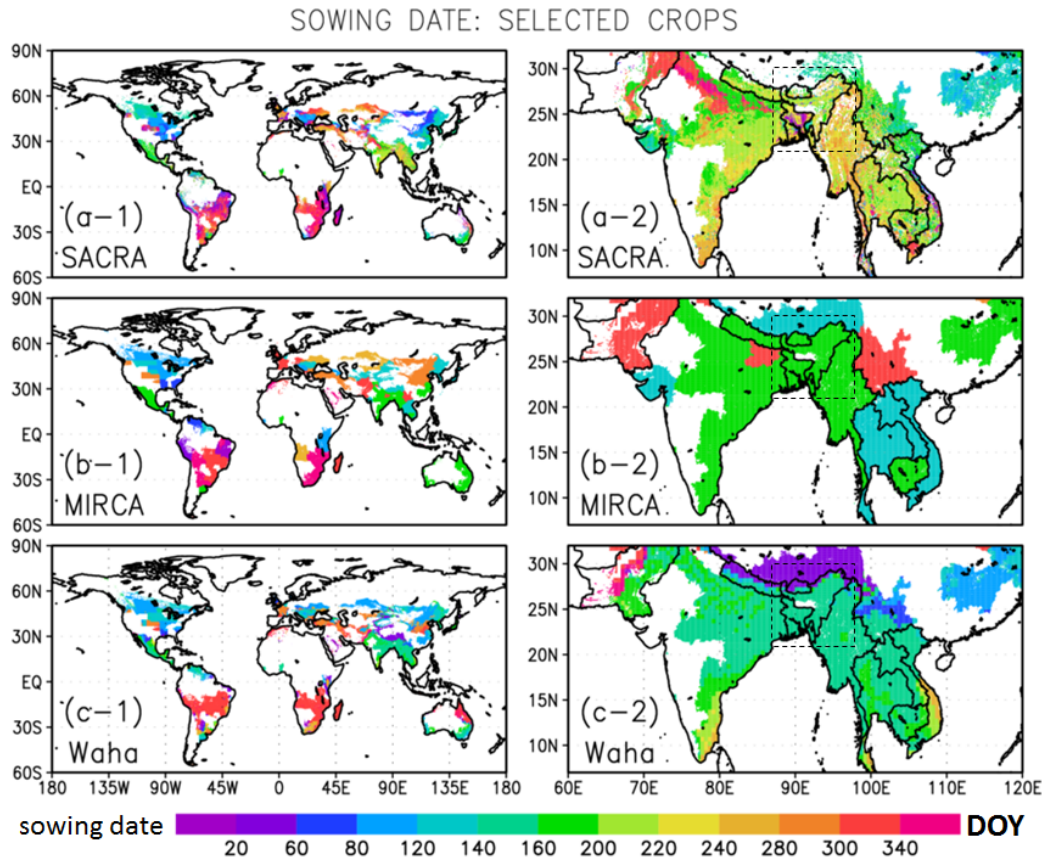 SOWING DATE: SELECTED CROPS
90N
60N
30N
EQ
30S
60S
(a-1)
SACRA
30N
25N
20N
15N
10N
(a-2)
SACRA
90N
60N
30N
EQ
30S
60S
(b-1)
MIRCA
30N
25N
20N
15N
10N
(b-2)
MIRCA
90N
60N
30N
EQ
30S
60S
(c-1)
Waha
180 135W 90W 45W 0 45E 90E 135E 180
30N
25N
20N
15N
10N
(c-2)
Waha
60E 70E 80E 90E 100E 110E 120E
sowing date DOY
20 60 80 120 140 160 200 220 240 280 300 340